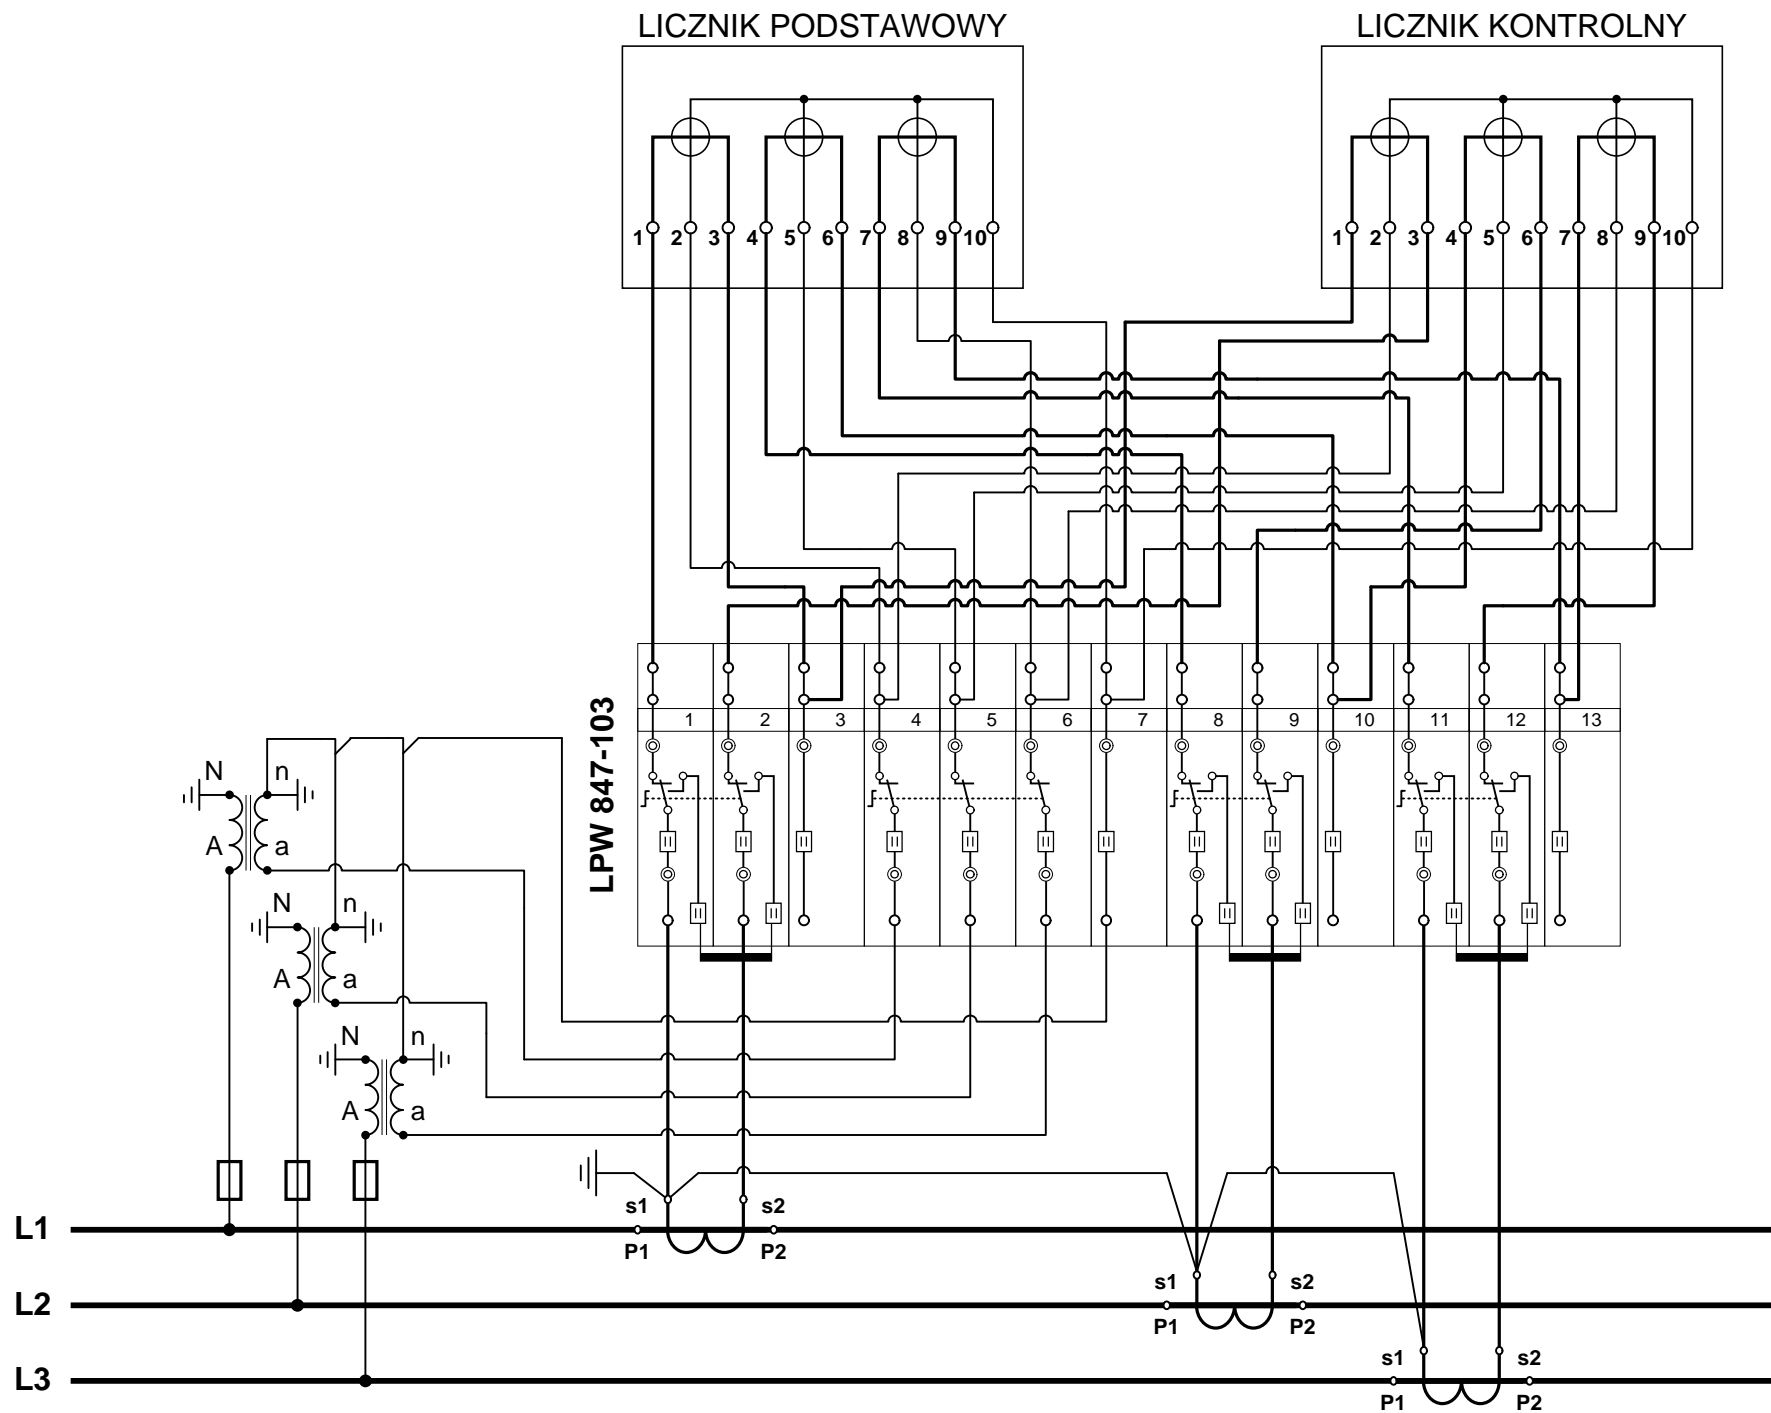 LICZNIK PODSTAWOWY LICZNIK KONTROLNY
1 2 3 4 5 6 7 8 9 10 1 2 3 4 5 6 7 8 9 10
LPW 847-103
1 2 3 4 5 6 7 8 9 10 11 12 13
N n
A a
N n
A a
N n
A a
s1 s2
L1
P1 P2
s1 s2
L2
P1 P2
s1 s2
L3
P1 P2